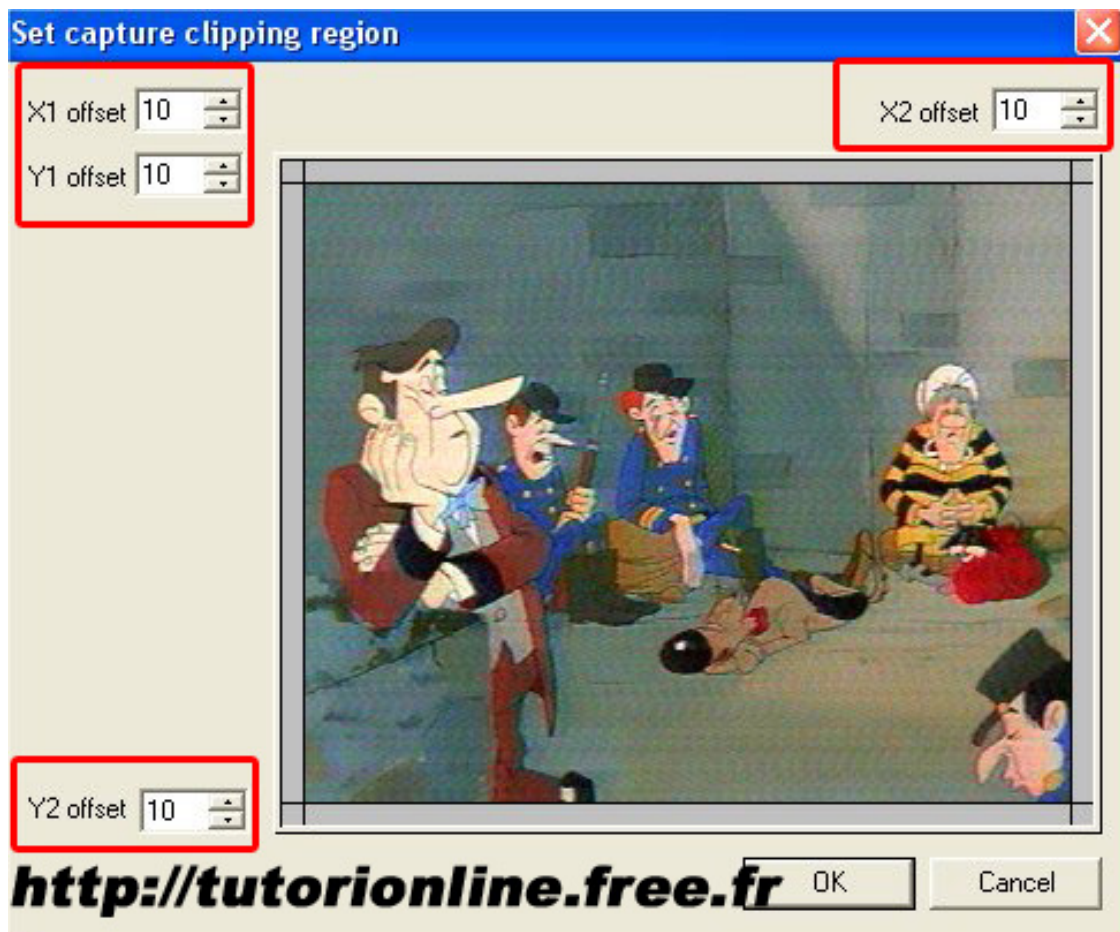 Set capture clipping region
X1 offset 10
X2 offset 10
Y1 offset 10
Y2 offset 10
http://tutorionline.free.fr
OK
Cancel